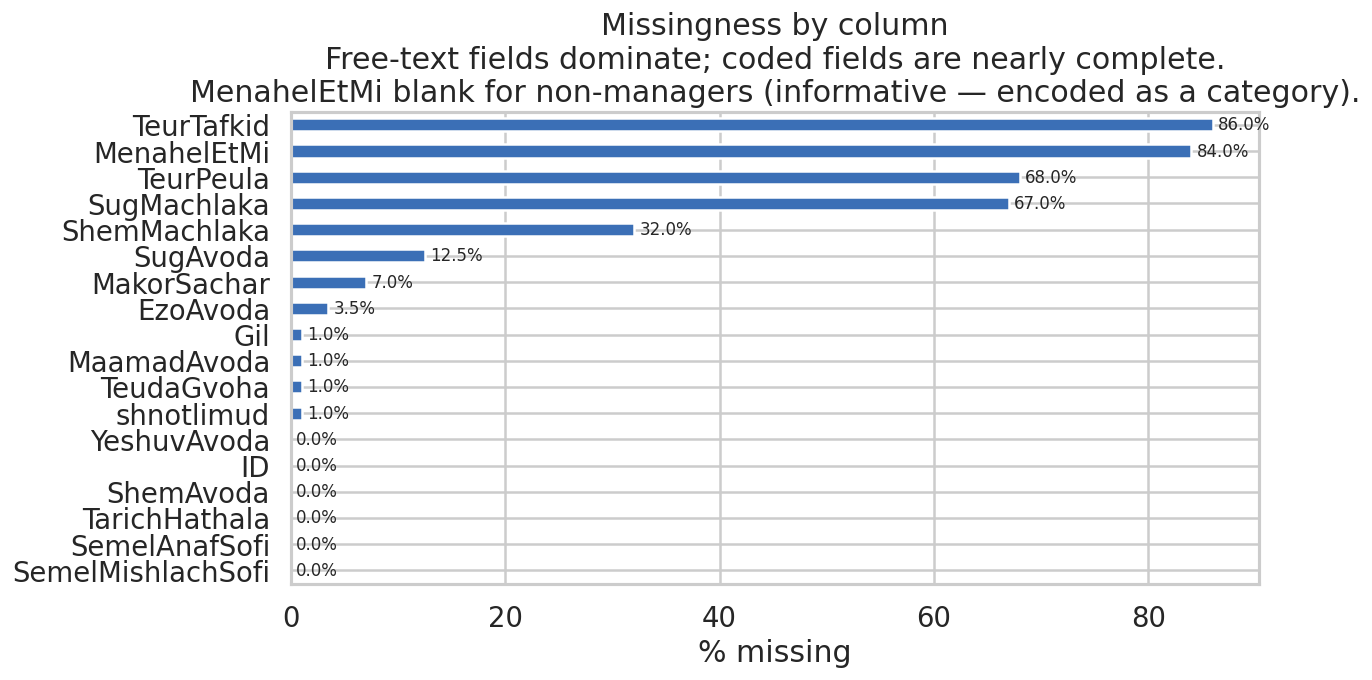 Missingness by column
Free-text fields dominate; coded fields are nearly complete.
MenahelEtMi blank for non-managers (informative — encoded as a category).
TeurTafkid 86.0%
MenahelEtMi 84.0%
TeurPeula 68.0%
SugMachlaka 67.0%
ShemMachlaka 32.0%
SugAvoda 12.5%
MakorSachar 7.0%
EzoAvoda 3.5%
Gil 1.0%
MaamadAvoda 1.0%
TeudaGvoha 1.0%
shnotlimud 1.0%
YeshuvAvoda 0.0%
ID 0.0%
ShemAvoda 0.0%
TarichHathala 0.0%
SemelAnafSofi 0.0%
SemelMishlachSofi 0.0%
0 20 40 60 80
% missing